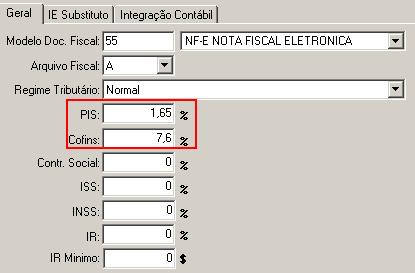 Geral IE Substituto Integração Contábil
Modelo Doc. Fiscal: 55 NF-E NOTA FISCAL ELETRONICA
Arquivo Fiscal: A
Regime Tributário: Normal
PIS: 1,65 %
Cofins: 7,6 %
Contr. Social: 0 %
ISS: 0 %
INSS: 0 %
IR: 0 %
IR Minimo: 0 $